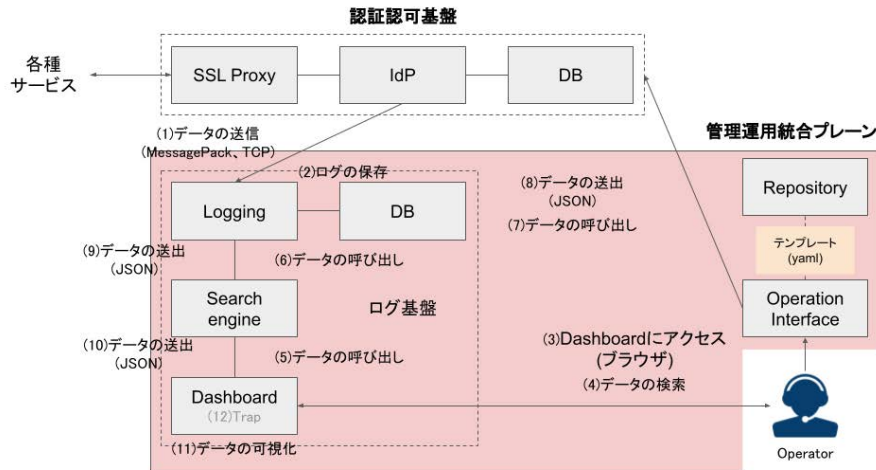 認証認可基盤
各種
サービス
SSL Proxy
IdP
DB
(1)データの送信
(MessagePack、TCP)
管理運用統合プレーン
(2)ログの保存
Logging
DB
(8)データの送出
(JSON)
(7)データの呼び出し
Repository
テンプレート
(yaml)
(9)データの送出
(JSON)
(6)データの呼び出し
Search
engine
ログ基盤
Operation
Interface
(10)データの送出
(JSON)
(5)データの呼び出し
(3)Dashboardにアクセス
(ブラウザ)
(4)データの検索
Dashboard
(12)Trap
(11)データの可視化
Operator